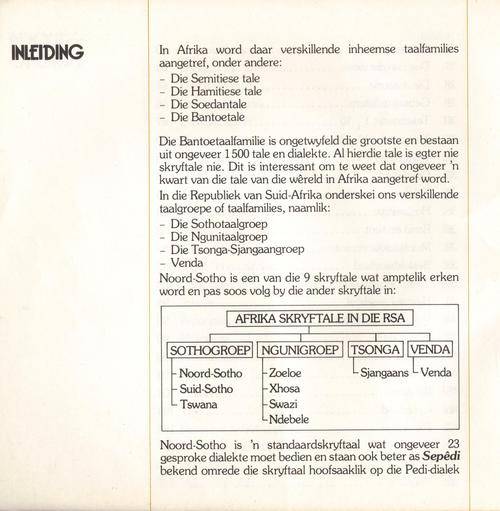 INLEIDING
In Afrika word daar verskillende inheemse taalfamilies
aangetref, onder andere:
– Die Semitiese tale
– Die Hamitiese tale
– Die Soedantale
– Die Bantoetale
Die Bantoetaalfamilie is ongetwyfeld die grootste en bestaan
uit ongeveer 1 500 tale en dialekte. Al hierdie tale is egter nie
skryftale nie. Dit is interessant om te weet dat ongeveer 'n
kwart van die tale van die wêreld in Afrika aangetref word.
In die Republiek van Suid-Afrika onderskei ons verskillende
taalgroepe of taalfamilies, naamlik:
– Die Sothotaalgroep
– Die Ngunitaalgroep
– Die Tsonga-Sjangaangroep
– Venda
Noord-Sotho is een van die 9 skryftale wat amptelik erken
word en pas soos volg by die ander skryftale in:
AFRIKA SKRYFTALE IN DIE RSA
SOTHOGROEP NGUNIGROEP TSONGA VENDA
Noord-Sotho Zoeloe Sjangaans Venda
Suid-Sotho Xhosa
Tswana Swazi
Ndebele
Noord-Sotho is 'n standaardskryftaal wat ongeveer 23
gesproke dialekte moet bedien en staan ook beter as Sepêdi
bekend omrede die skryftaal hoofsaaklik op die Pedi-dialek